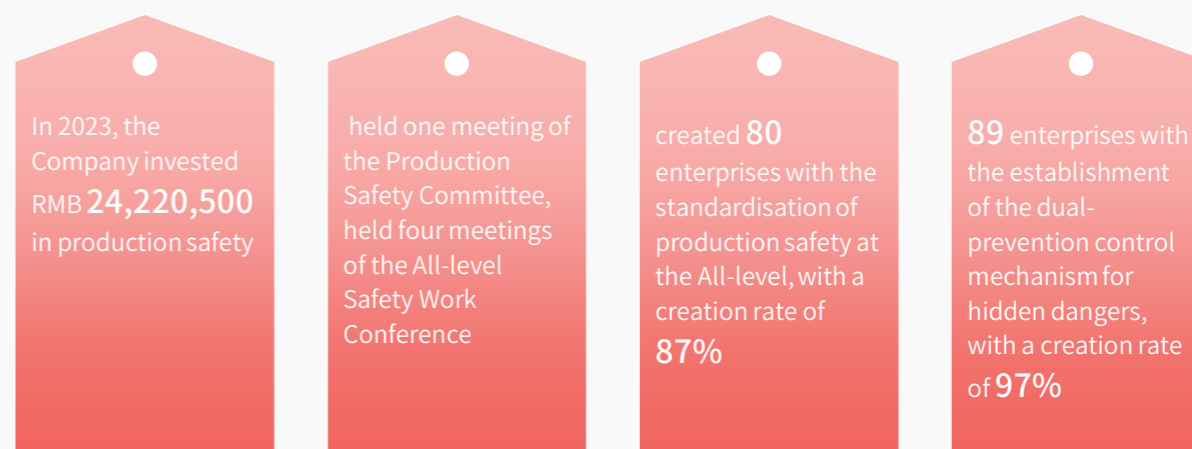 In 2023, the
Company invested
RMB 24,220,500
in production safety
held one meeting of
the Production
Safety Committee,
held four meetings
of the All-level
Safety Work
Conference
created 80
enterprises with the
standardisation of
production safety at
the All-level, with a
creation rate of
87%
89 enterprises with
the establishment
of the dual-
prevention control
mechanism for
hidden dangers,
with a creation rate
of 97%